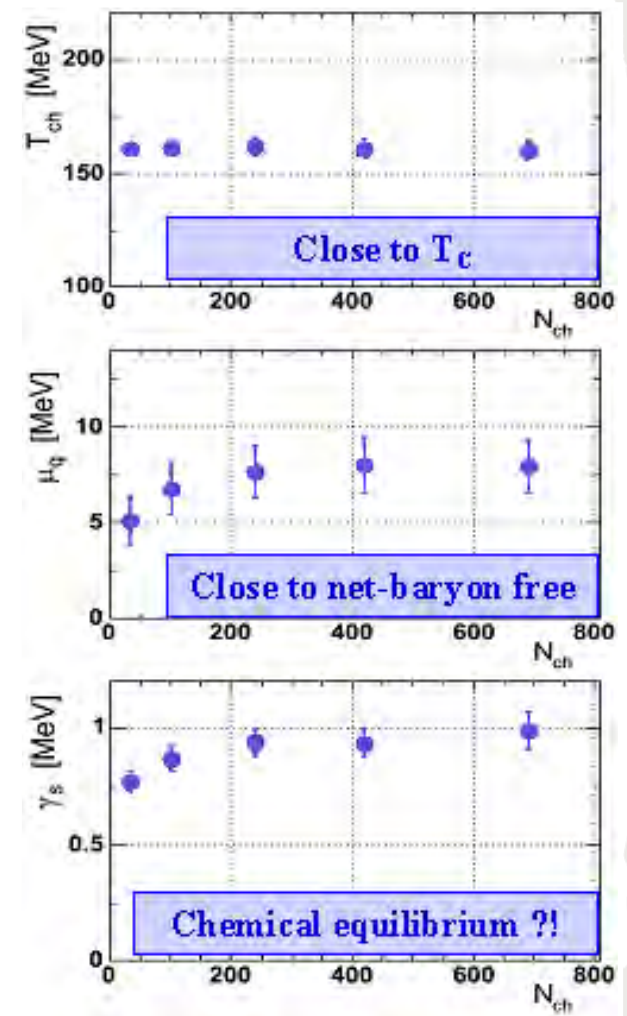 T_ch [MeV]
200
150
100
Close to T_C
0 200 400 600 800
N_ch
μ_q [MeV]
10
5
0
Close to net-baryon free
0 200 400 600 800
N_ch
γ_s [MeV]
1
0.5
0
Chemical equilibrium ?!
0 200 400 600 800
N_ch